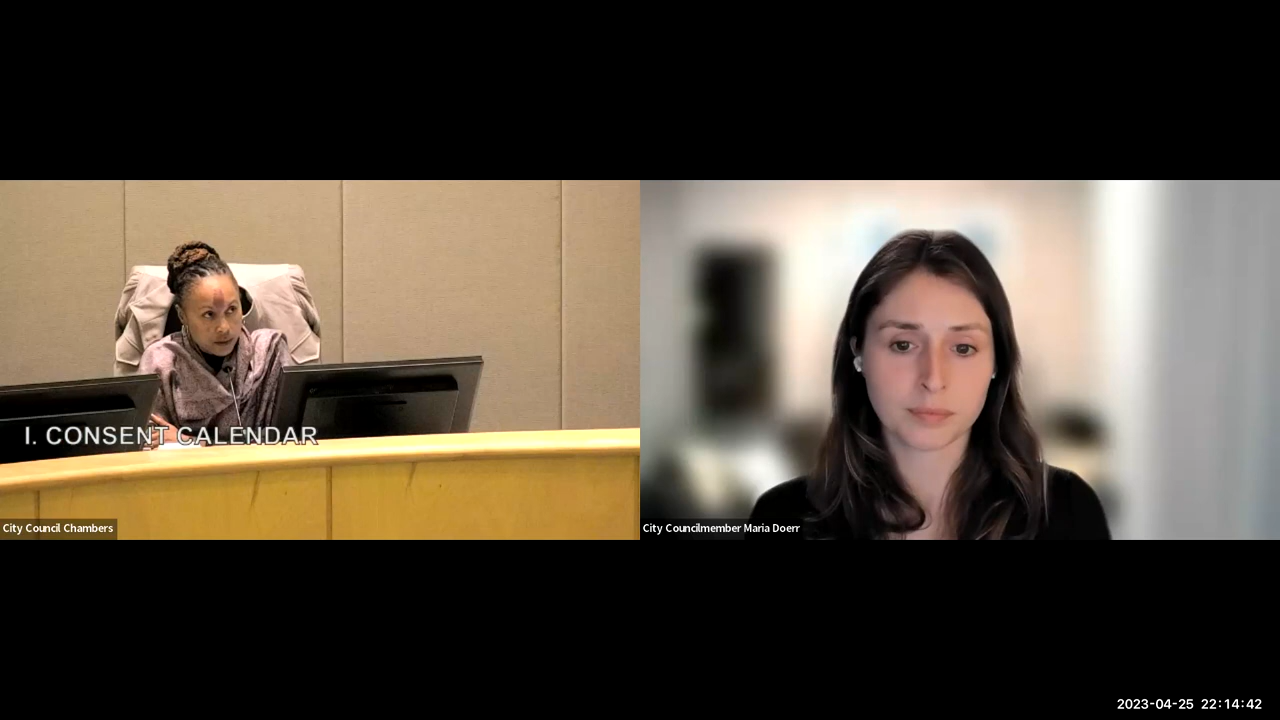 I. CONSENT CALENDAR
City Council Chambers
City Councilmember Maria Doerr
2023-04-25 22:14:42